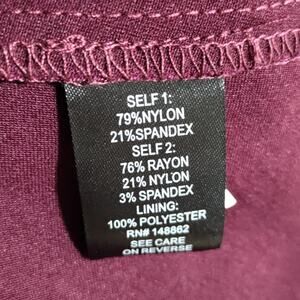 SELF 1:
79%NYLON
21%SPANDEX
SELF 2:
76% RAYON
21% NYLON
3% SPANDEX
LINING:
100% POLYESTER
RN# 148862
SEE CARE
ON REVERSE